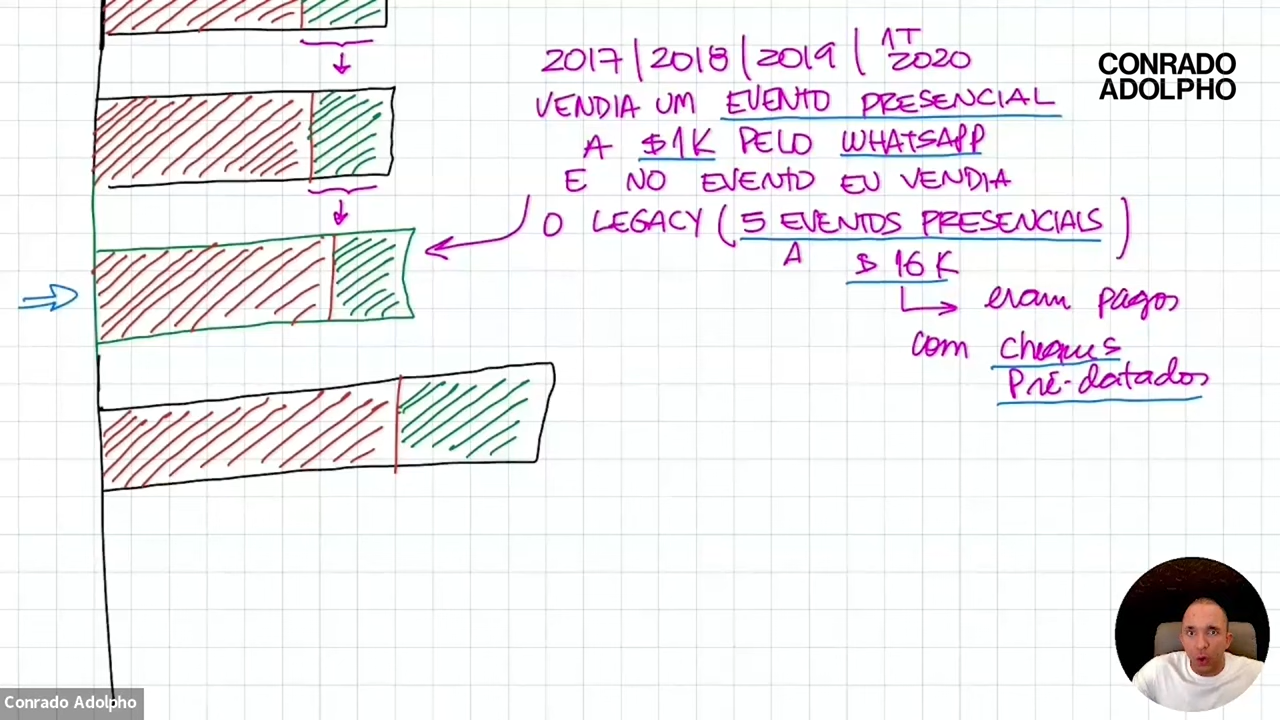 2017 | 2018 | 2019 | 1T 2020
VENDIA UM EVENTO PRESENCIAL
A $1K PELO WHATSAPP
E NO EVENTO EU VENDIA
O LEGACY (5 EVENTOS PRESENCIAIS)
A $ 16 K
eram pagos
com cheques
Pré-datados
CONRADO
ADOLPHO
Conrado Adolpho